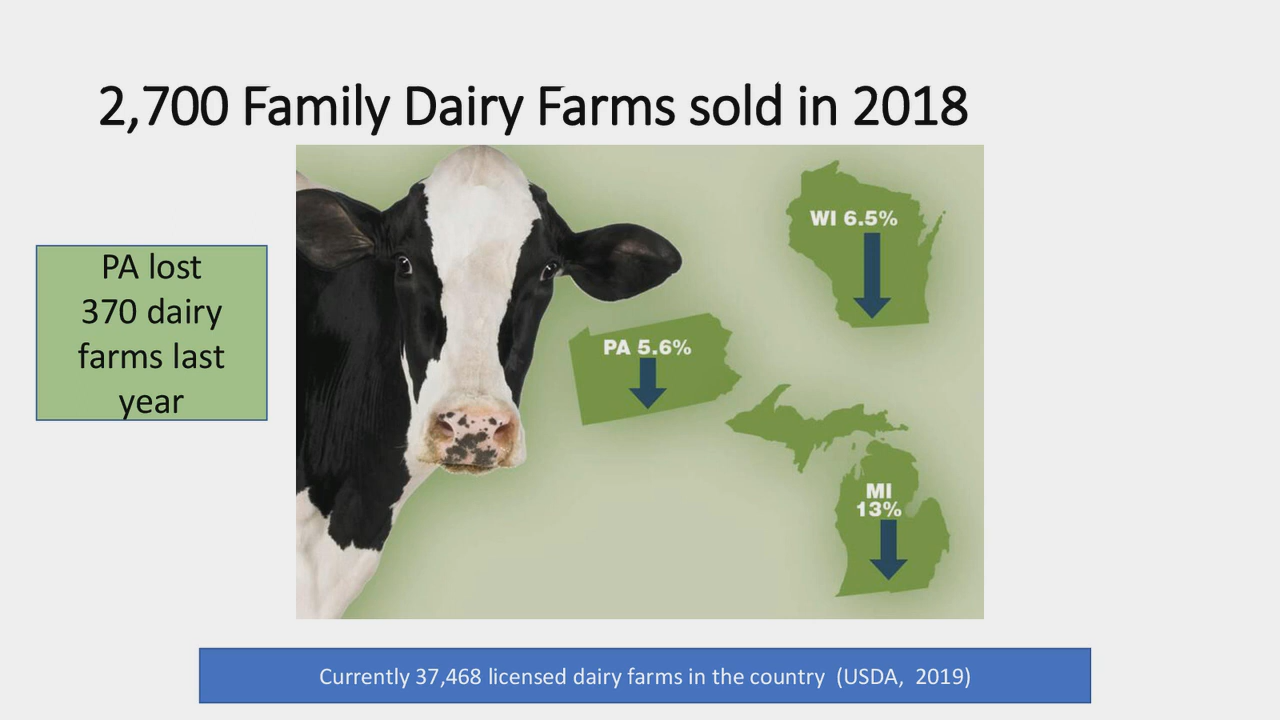 2,700 Family Dairy Farms sold in 2018
PA lost
370 dairy
farms last
year
WI 6.5%
PA 5.6%
MI
13%
Currently 37,468 licensed dairy farms in the country (USDA, 2019)